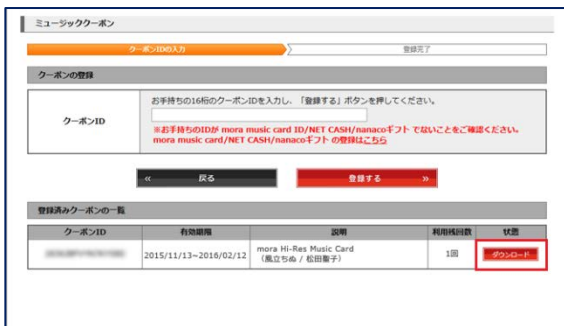 ミュージッククーポン
クーポンIDの入力
登録完了
クーポンの登録
クーポンID
お手持ちの16桁のクーポンIDを入力し、「登録する」ボタンを押してください。
※お手持ちのIDが mora music card ID/NET CASH/nanacoギフト でないことをご確認ください。
mora music card/NET CASH/nanacoギフト の登録はこちら
« 戻る
登録する »
登録済みクーポンの一覧
クーポンID 有効期限 説明 利用残回数 状態
2015/11/13~2016/02/12 mora Hi-Res Music Card 1回 ダウンロード
（風立ちぬ / 松田聖子）